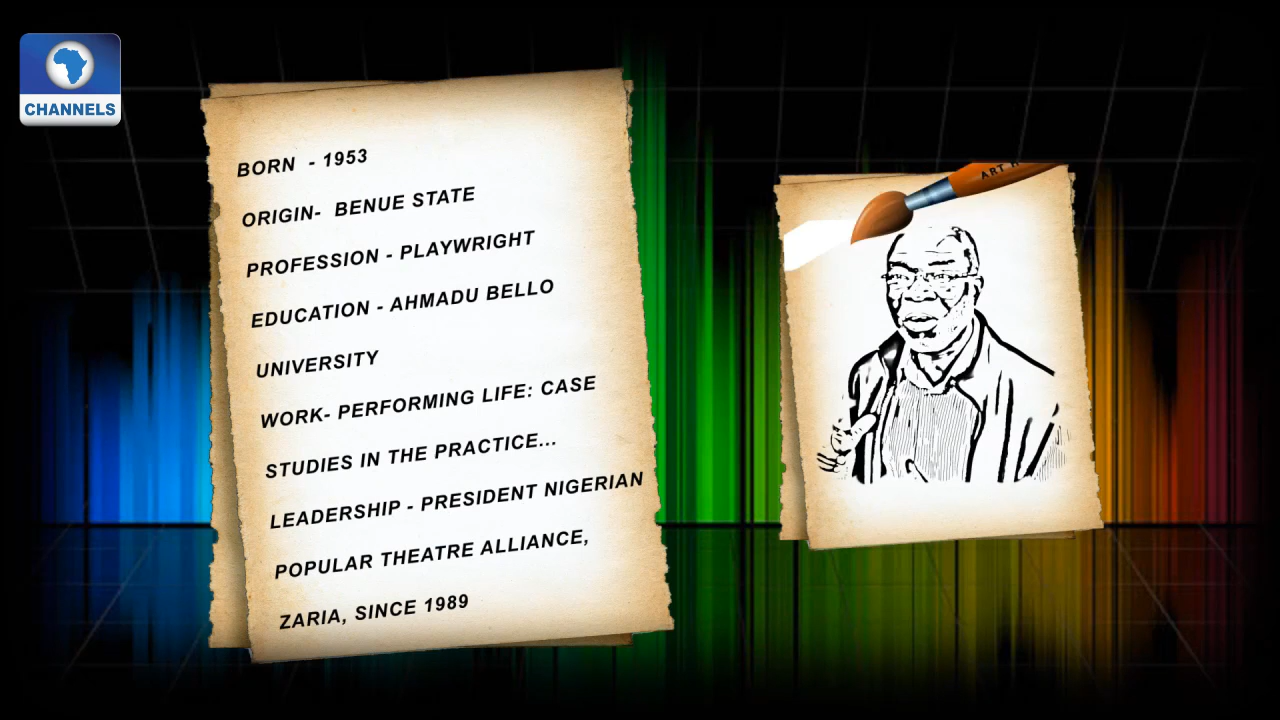 CHANNELS
BORN - 1953
ORIGIN- BENUE STATE
PROFESSION - PLAYWRIGHT
EDUCATION - AHMADU BELLO
UNIVERSITY
WORK- PERFORMING LIFE: CASE
STUDIES IN THE PRACTICE...
LEADERSHIP - PRESIDENT NIGERIAN
POPULAR THEATRE ALLIANCE,
ZARIA, SINCE 1989
ART